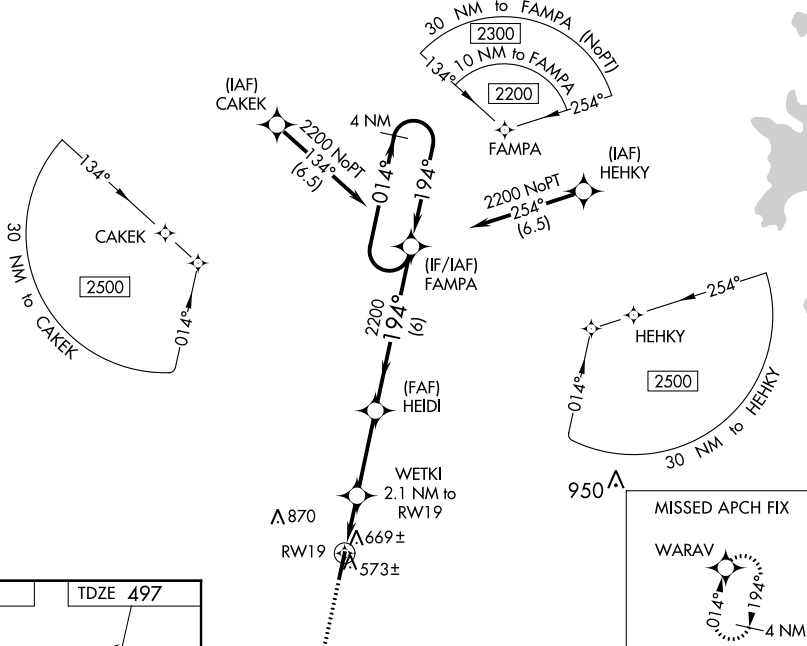 30 NM to FAMPA (NoPT)
2300
10 NM to FAMPA
134°
2200
254°
FAMPA
(IAF)
CAKEK
2200 NoPT
134°
(6.5)
4 NM
014°
194°
(IAF)
HEHKY
2200 NoPT
254°
(6.5)
134°
CAKEK
2500
014°
30 NM to CAKEK
(IF/IAF)
FAMPA
2200
194°
(6)
254°
HEHKY
2500
014°
30 NM to HEHKY
(FAF)
HEIDI
WETKI
2.1 NM to
RW19
870
669±
RW19
573±
950
MISSED APCH FIX
WARAV
014°
194°
4 NM
TDZE 497